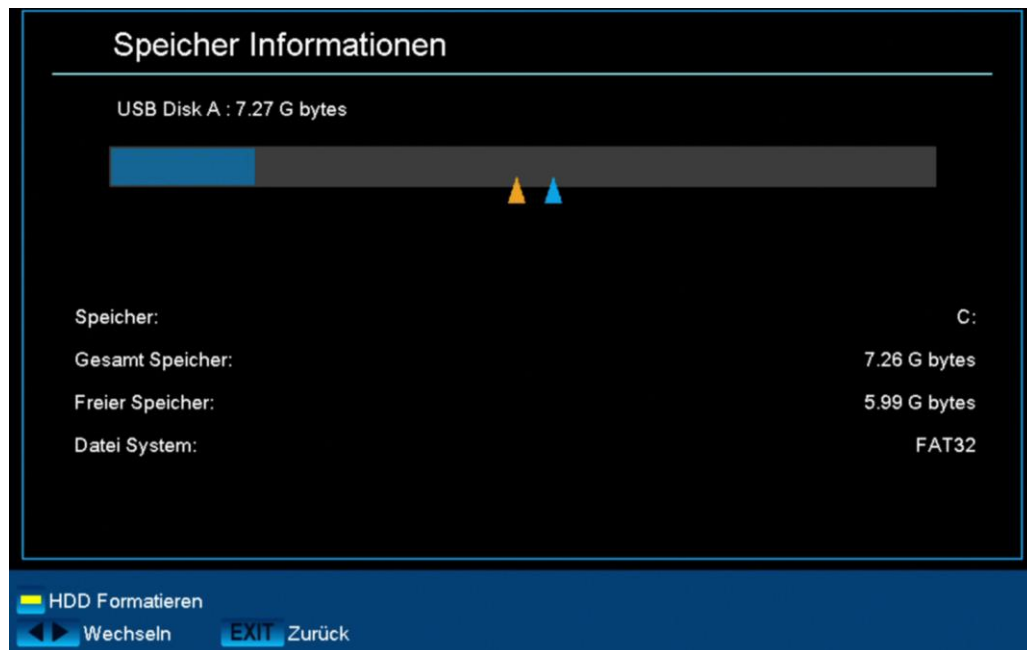 Speicher Informationen
USB Disk A : 7.27 G bytes
Speicher: C:
Gesamt Speicher: 7.26 G bytes
Freier Speicher: 5.99 G bytes
Datei System: FAT32
HDD Formatieren
Wechseln EXIT Zurück